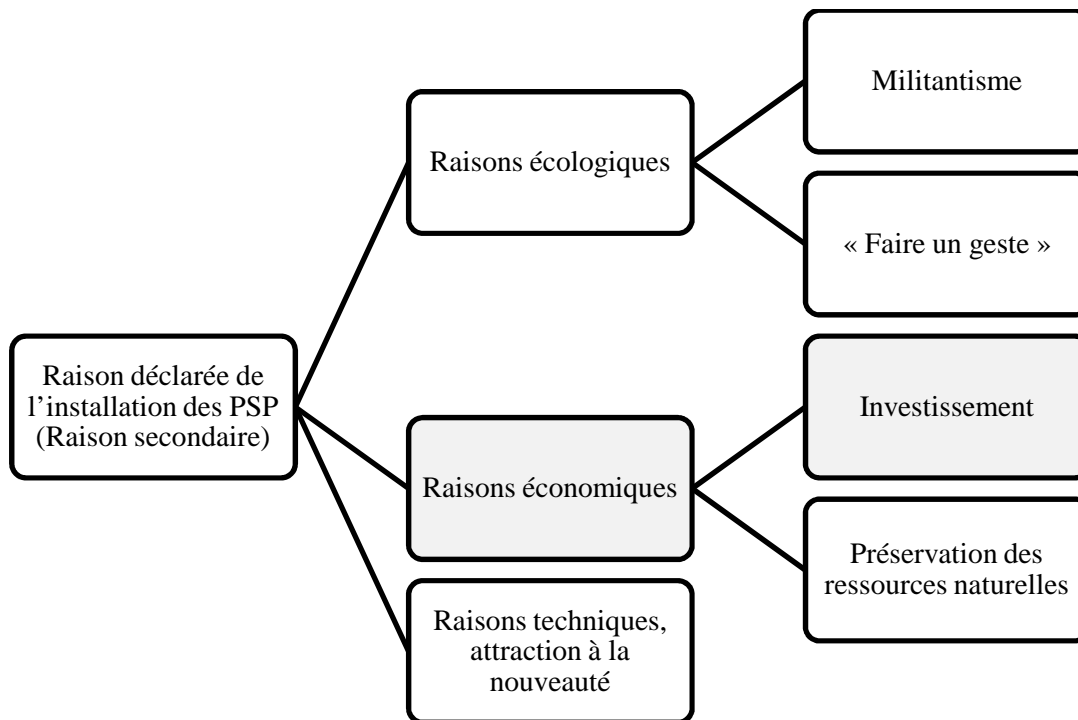 Militantisme
Raisons écologiques
« Faire un geste »
Raison déclarée de
l’installation des PSP
(Raison secondaire)
Investissement
Raisons économiques
Préservation des
ressources naturelles
Raisons techniques,
attraction à la
nouveauté